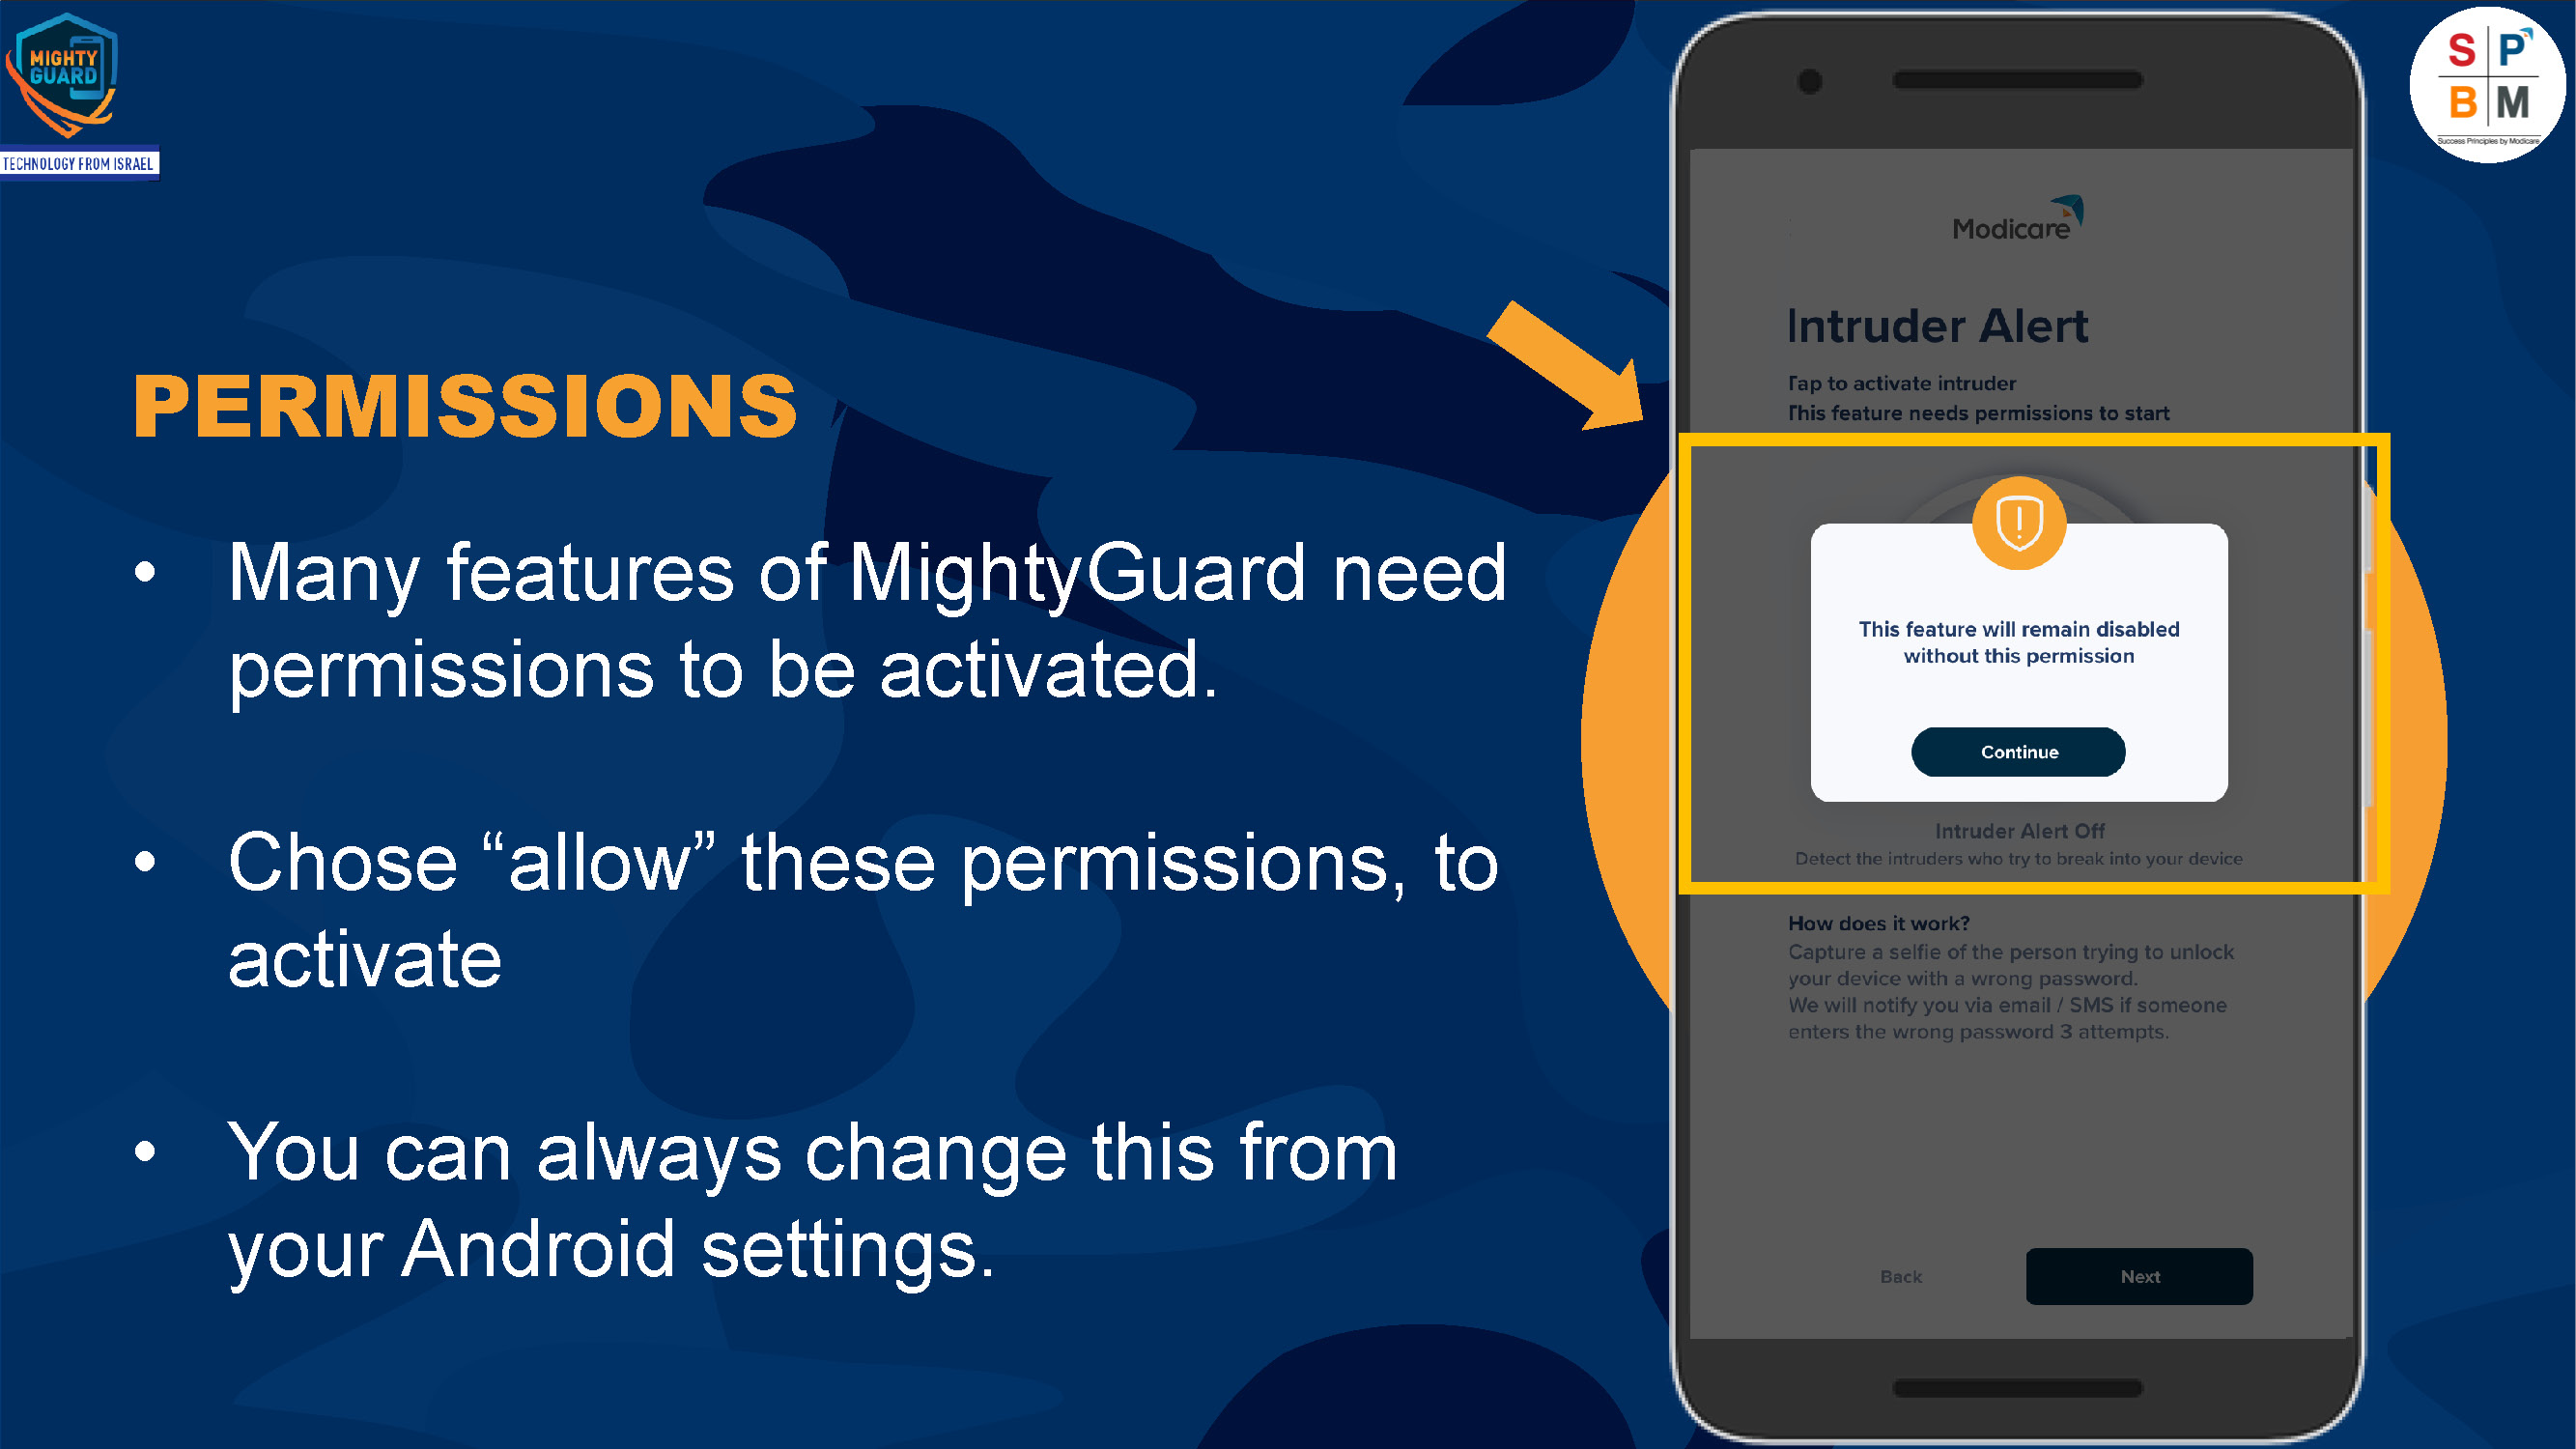 MIGHTY
GUARD
TECHNOLOGY FROM ISRAEL
S P
B M
Success Principles by Modicare
PERMISSIONS
• Many features of MightyGuard need
permissions to be activated.
• Chose “allow” these permissions, to
activate
• You can always change this from
your Android settings.
Modicare
Intruder Alert
Tap to activate intruder
This feature needs permissions to start
This feature will remain disabled
without this permission
Continue
Intruder Alert Off
Detect the intruders who try to break into your device
How does it work?
Capture a selfie of the person trying to unlock
your device with a wrong password.
We will notify you via email / SMS if someone
enters the wrong password 3 attempts.
Back Next